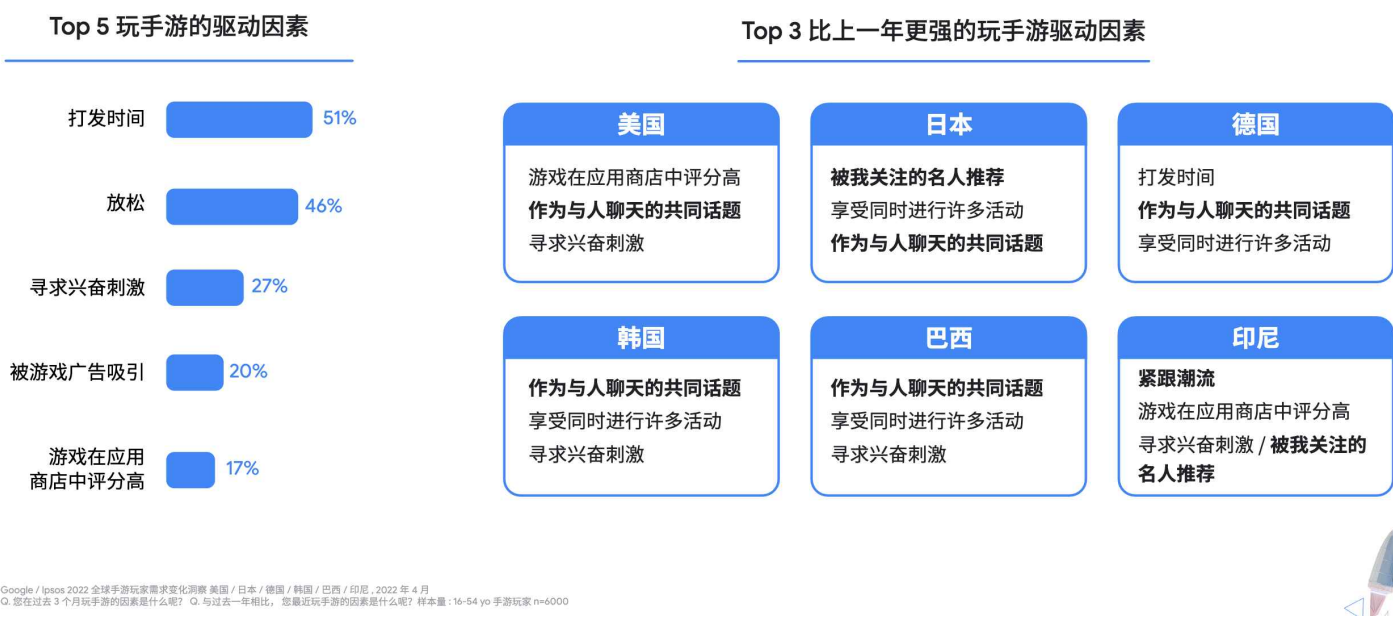 Top 5 玩手游的驱动因素
打发时间 51%
放松 46%
寻求兴奋刺激 27%
被游戏广告吸引 20%
游戏在应用
商店中评分高 17%
Top 3 比上一年更强的玩手游驱动因素
美国
游戏在应用商店中评分高
作为与人聊天的共同话题
寻求兴奋刺激
日本
被我关注的名人推荐
享受同时进行许多活动
作为与人聊天的共同话题
德国
打发时间
作为与人聊天的共同话题
享受同时进行许多活动
韩国
作为与人聊天的共同话题
享受同时进行许多活动
寻求兴奋刺激
巴西
作为与人聊天的共同话题
享受同时进行许多活动
寻求兴奋刺激
印尼
紧跟潮流
游戏在应用商店中评分高
寻求兴奋刺激 / 被我关注的
名人推荐
Google / Ipsos 2022 全球手游玩家需求变化洞察 美国 / 日本 / 德国 / 韩国 / 巴西 / 印尼 , 2022 年 4 月
Q. 您在过去 3 个月玩手游的因素是什么呢? Q. 与过去一年相比, 您最近玩手游的因素是什么呢? 样本量 : 16-54 yo 手游玩家 n=6000